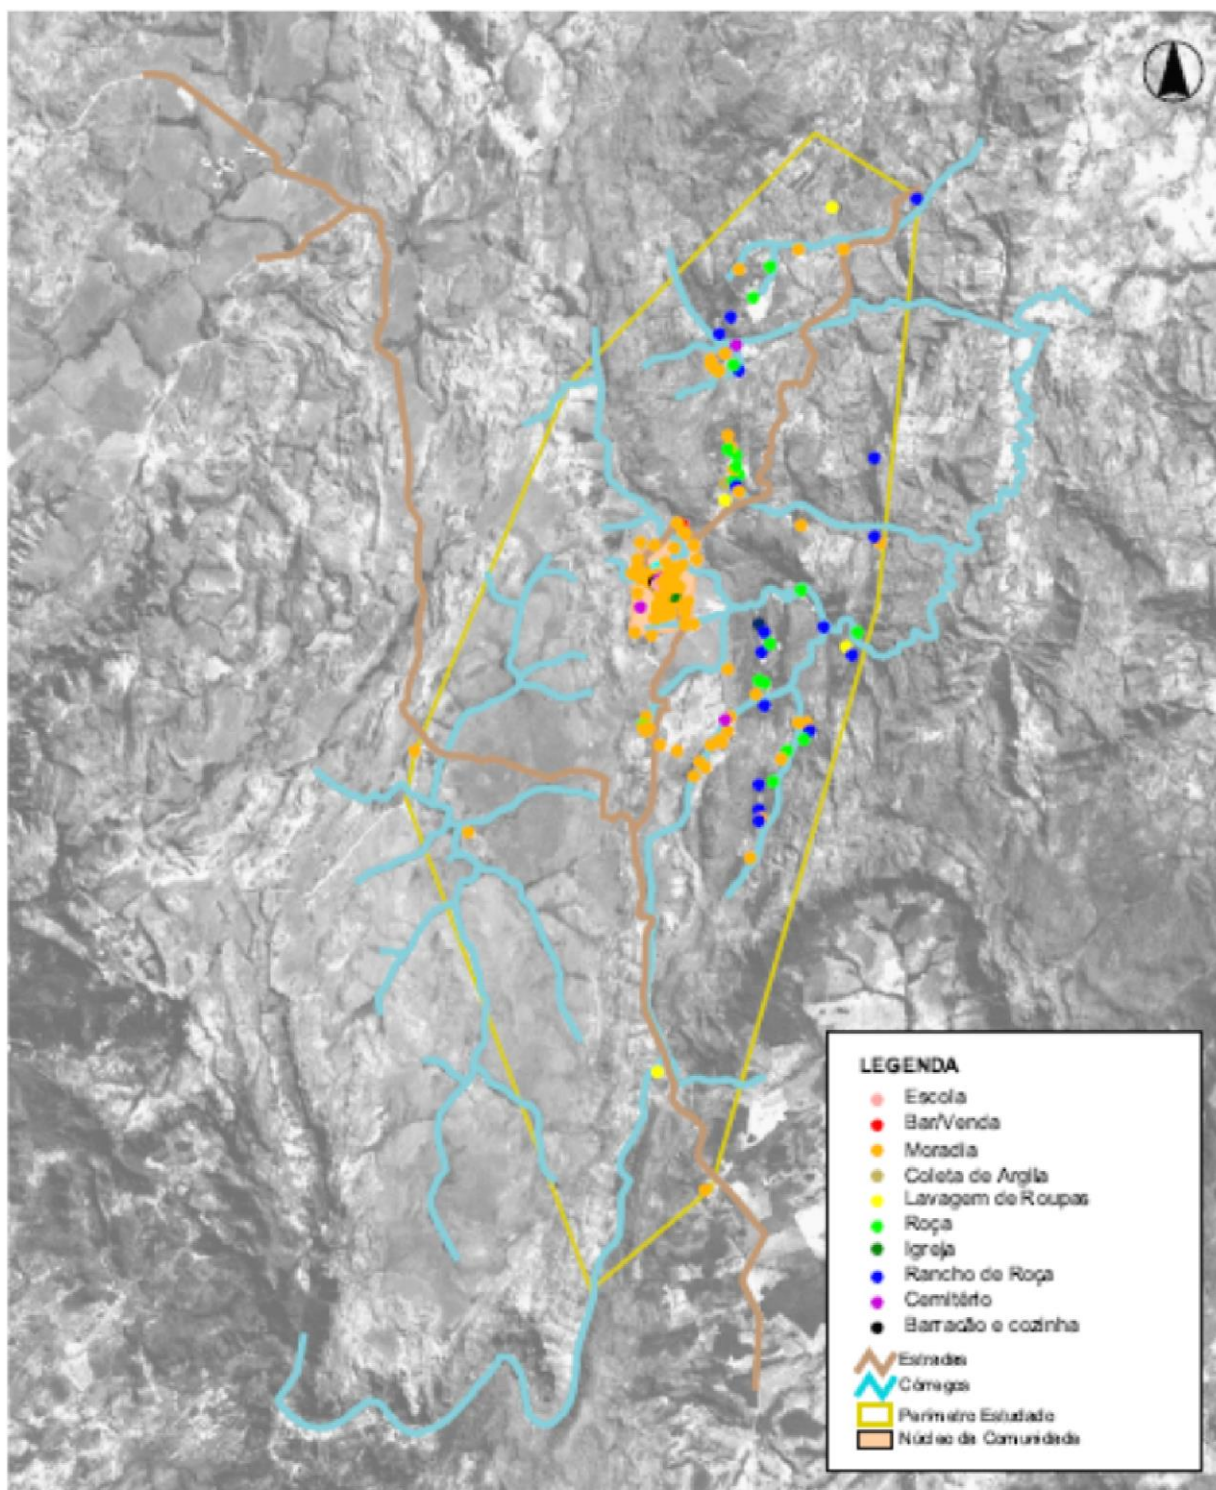 LEGENDA
Escola
Bar/Venda
Moradia
Coleta de Argila
Lavagem de Roupas
Roça
Igreja
Rancho de Roça
Cemitério
Barracão e cozinha
Estradas
Córregos
Perímetro Estudado
Núcleo da Comunidade